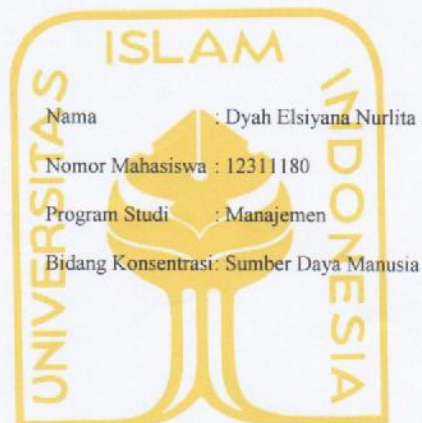 UNIVERSITAS ISLAM INDONESIA
Nama : Dyah Elsiyana Nurlita
Nomor Mahasiswa : 12311180
Program Studi : Manajemen
Bidang Konsentrasi: Sumber Daya Manusia